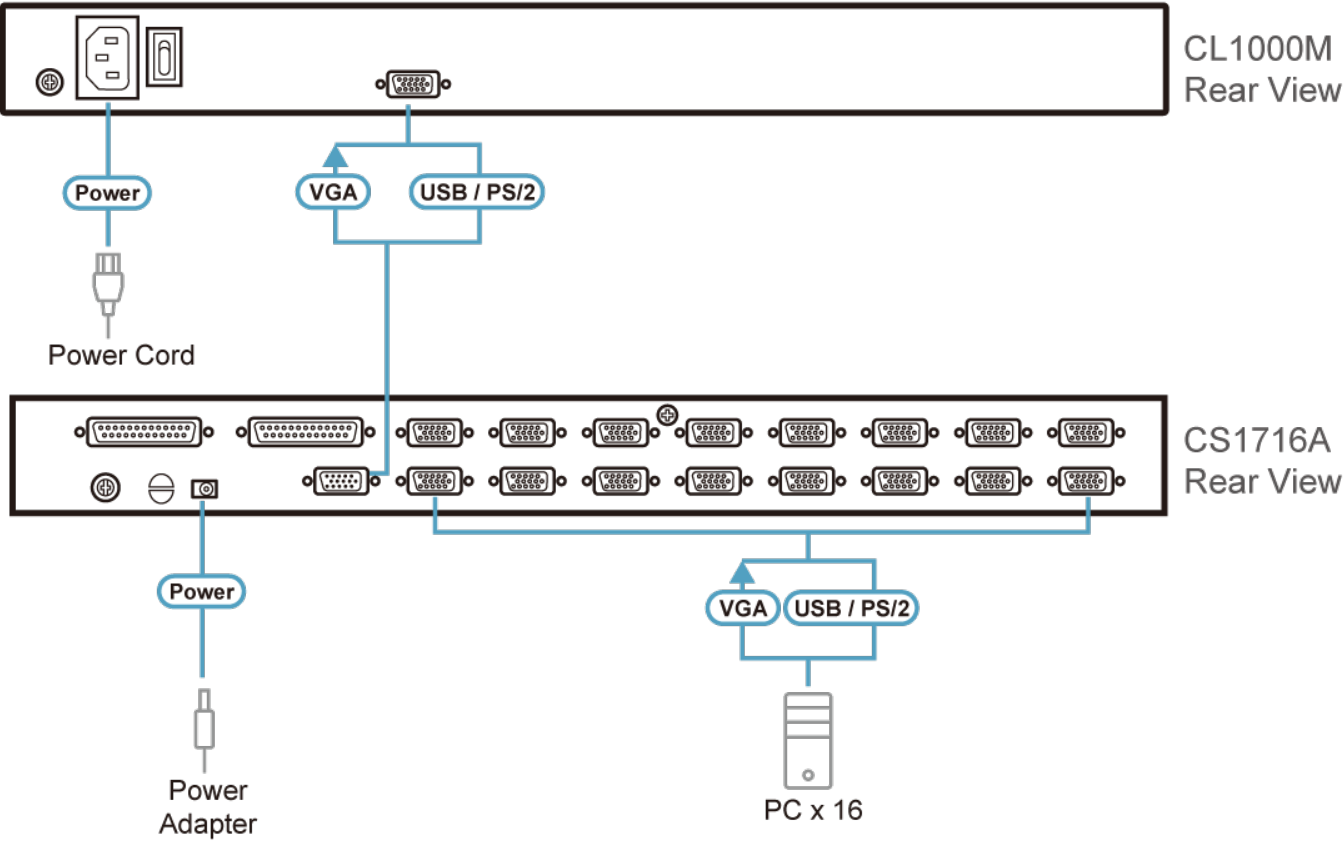 CL1000M
Rear View
Power
VGA
USB / PS/2
Power Cord
CS1716A
Rear View
Power
VGA
USB / PS/2
Power
Adapter
PC x 16